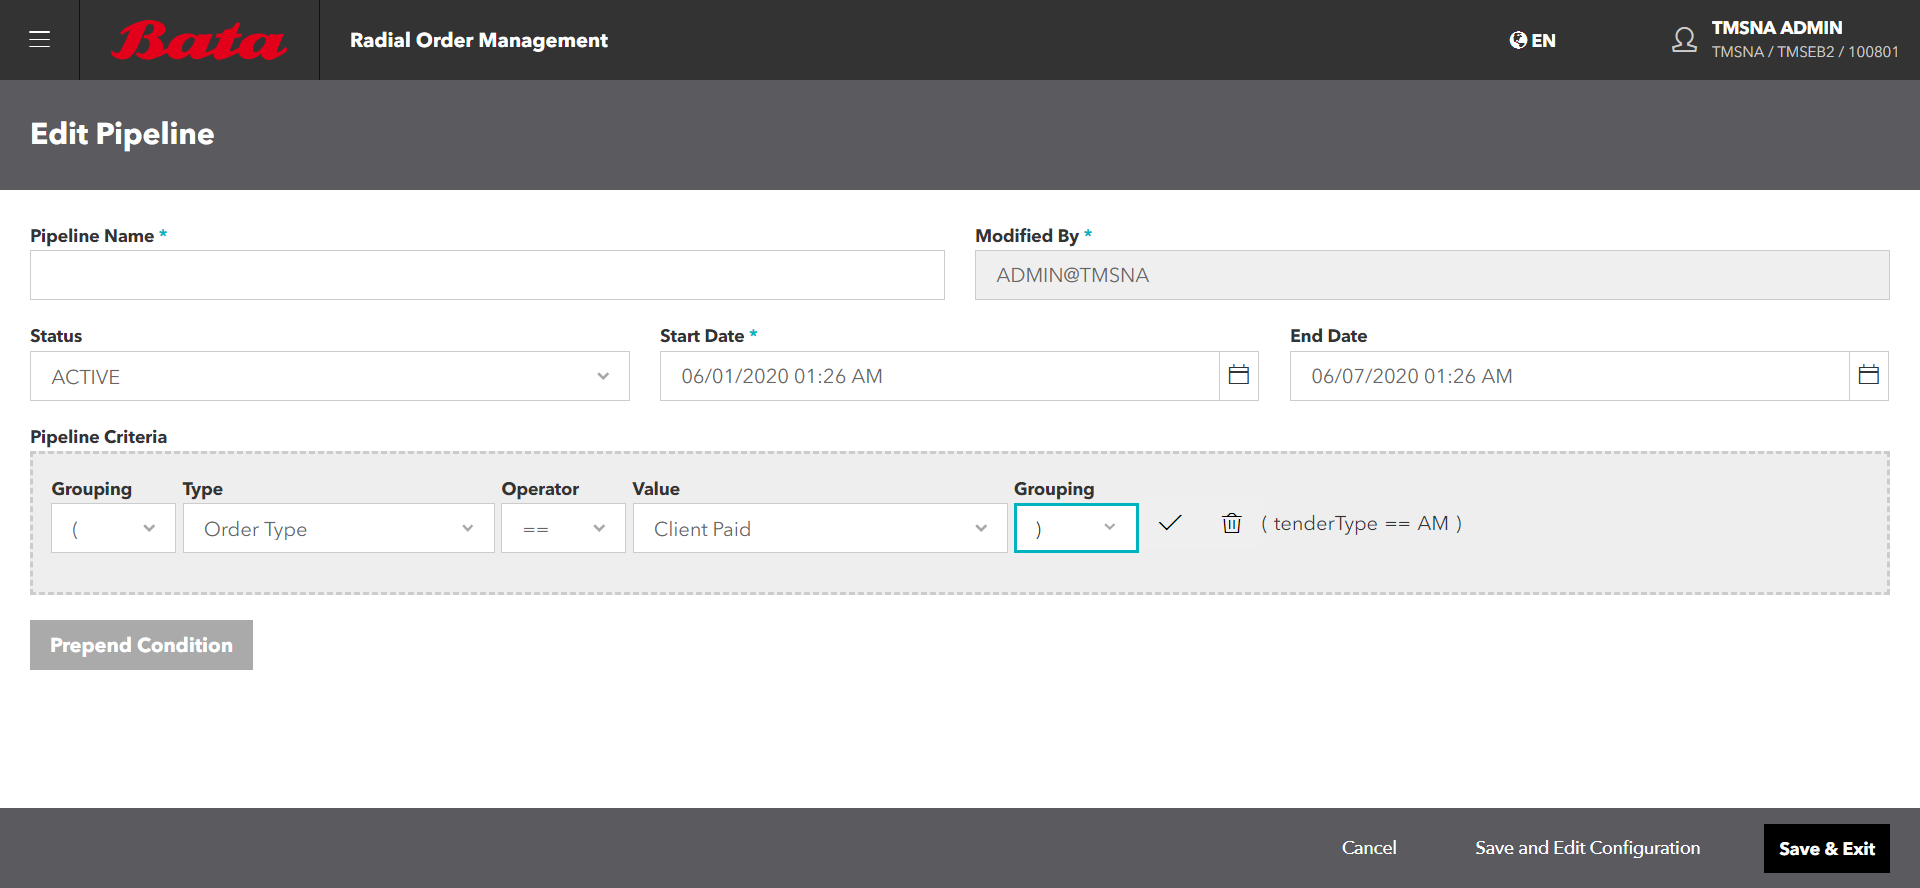 Bata
Radial Order Management
EN
TMSNA ADMIN
TMSNA / TMSEB2 / 100801
Edit Pipeline
Pipeline Name *
Modified By *
ADMIN@TMSNA
Status
Start Date *
End Date
ACTIVE
06/01/2020 01:26 AM
06/07/2020 01:26 AM
Pipeline Criteria
Grouping Type Operator Value Grouping
( Order Type == Client Paid ) ( tenderType == AM )
Prepend Condition
Cancel
Save and Edit Configuration
Save & Exit